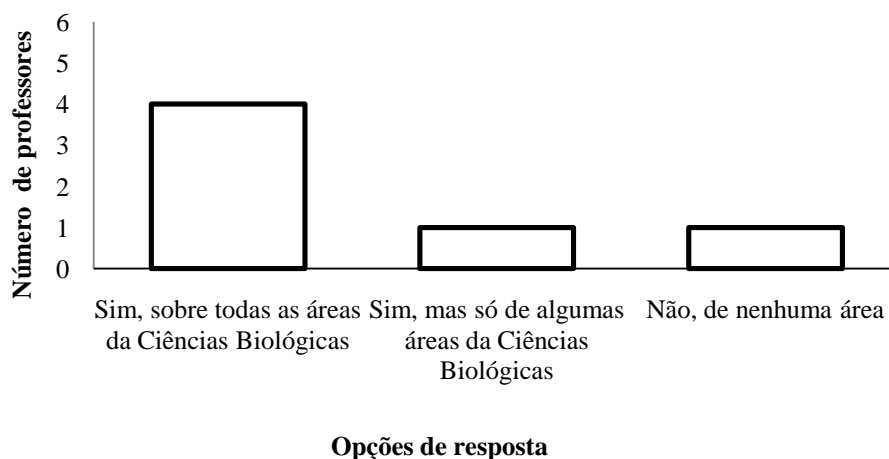 Número de professores
6
5
4
3
2
1
0
Sim, sobre todas as áreas
da Ciências Biológicas
Sim, mas só de algumas
áreas da Ciências
Biológicas
Não, de nenhuma área
Opções de resposta